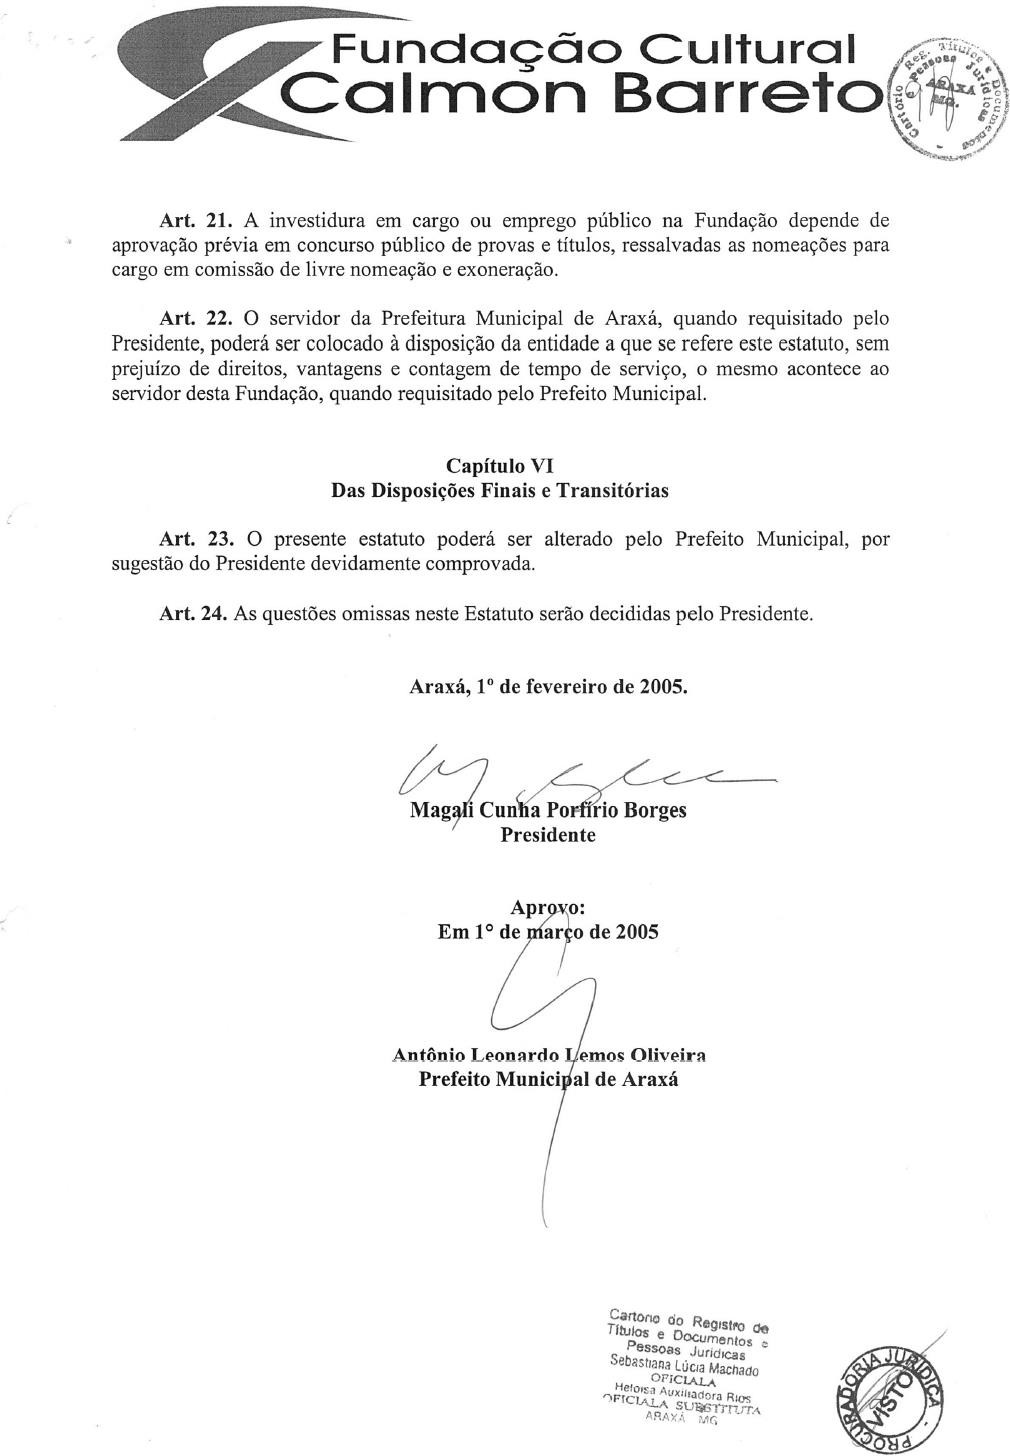 Fundação Cultural
Calmon Barreto
Cartório Reg. Títulos e Documentos
e Pessoas Jurídicas
ARAXÁ
MG.
Art. 21. A investidura em cargo ou emprego público na Fundação depende de
aprovação prévia em concurso público de provas e títulos, ressalvadas as nomeações para
cargo em comissão de livre nomeação e exoneração.
Art. 22. O servidor da Prefeitura Municipal de Araxá, quando requisitado pelo
Presidente, poderá ser colocado à disposição da entidade a que se refere este estatuto, sem
prejuízo de direitos, vantagens e contagem de tempo de serviço, o mesmo acontece ao
servidor desta Fundação, quando requisitado pelo Prefeito Municipal.
Capítulo VI
Das Disposições Finais e Transitórias
Art. 23. O presente estatuto poderá ser alterado pelo Prefeito Municipal, por
sugestão do Presidente devidamente comprovada.
Art. 24. As questões omissas neste Estatuto serão decididas pelo Presidente.
Araxá, 1º de fevereiro de 2005.
Magali Cunha Porfírio Borges
Presidente
Aprovo:
Em 1° de março de 2005
Antônio Leonardo Lemos Oliveira
Prefeito Municipal de Araxá
Cartorio do Registro de
Títulos e Documentos e
Pessoas Juridicas
Sebastiana Lúcia Machado
OFICIALA
Heloisa Auxiliadora Rios
OFICIALA SUBSTITUTA
ARAXÁ MG
PROCURADORIA JURÍDICA -
VISTO